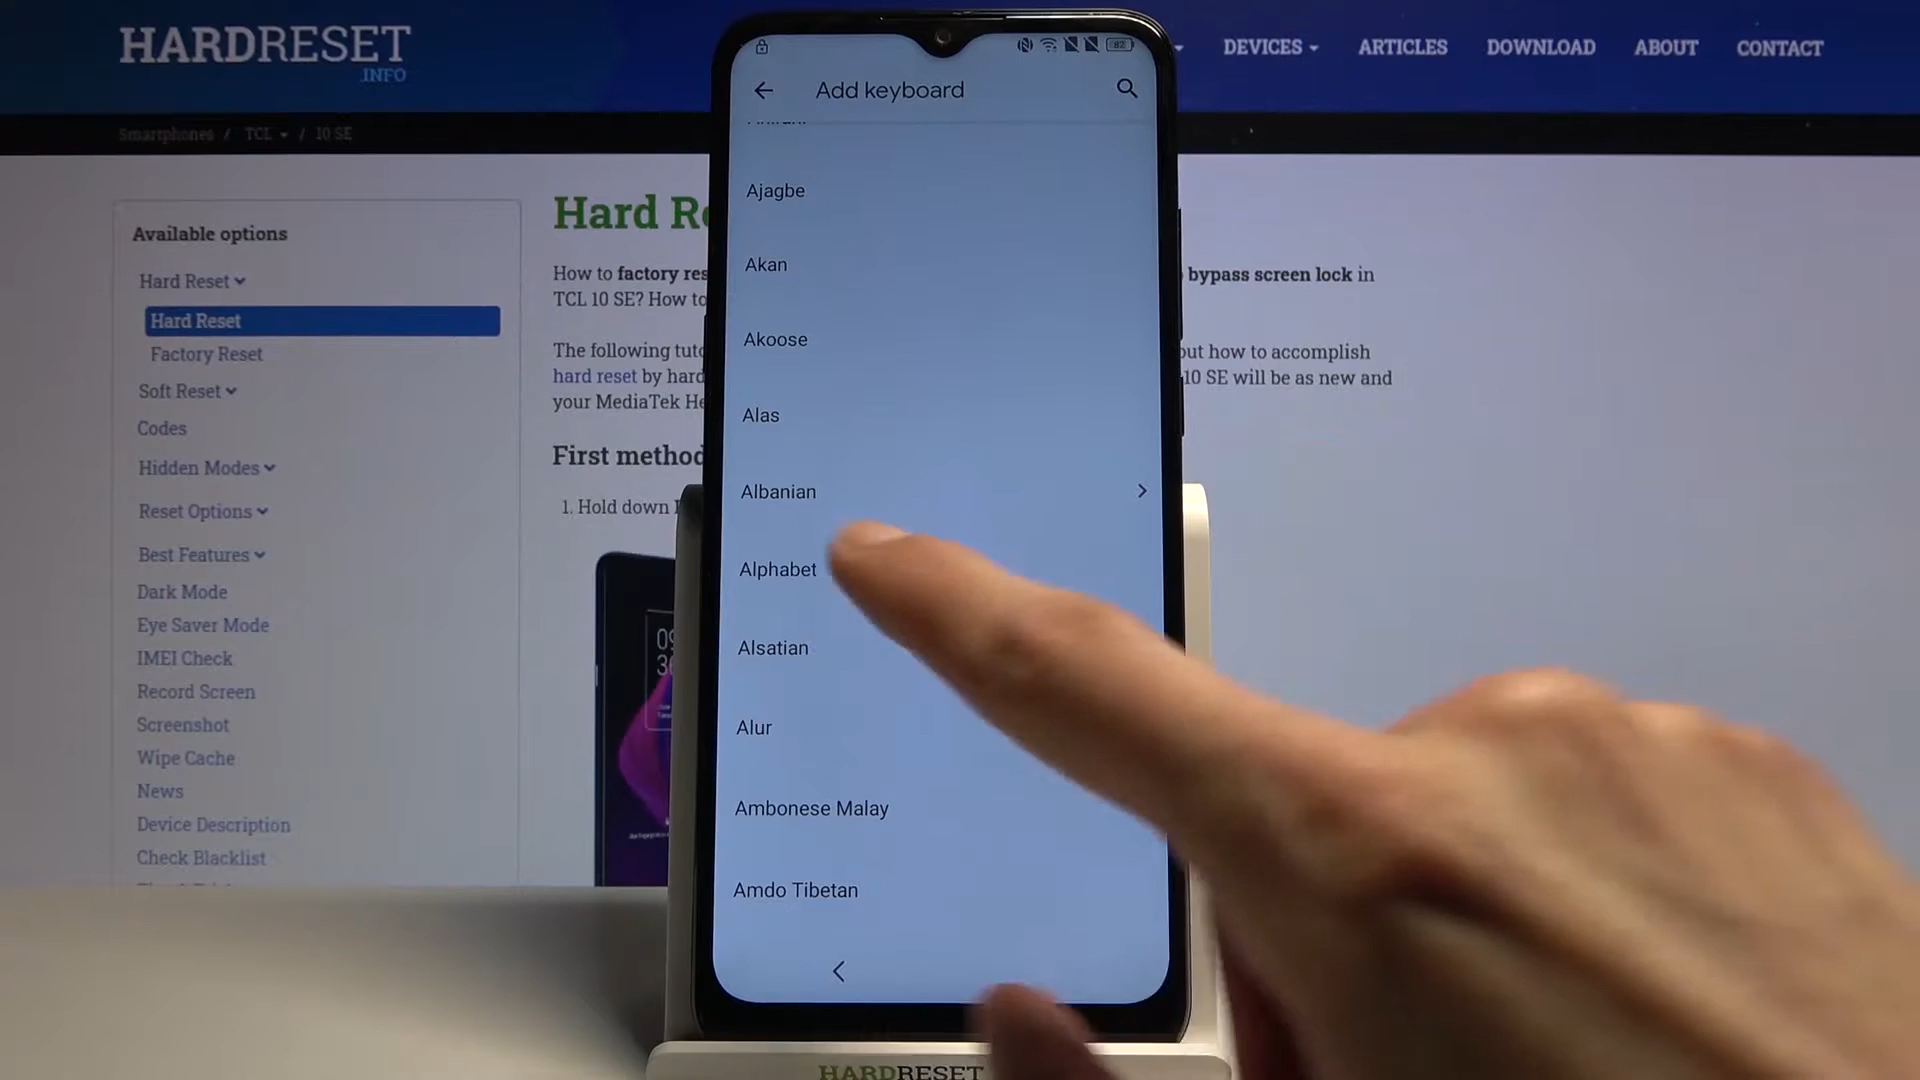 HARDRESET
.INFO
DEVICES
ARTICLES
DOWNLOAD
ABOUT
CONTACT
Smartphones / TCL / 10 SE
82
Add keyboard
Ajagbe
Akan
Akoose
Alas
Albanian
Alphabet
Alsatian
Alur
Ambonese Malay
Amdo Tibetan
Available options
Hard Reset
Hard Reset
Factory Reset
Soft Reset
Codes
Hidden Modes
Reset Options
Best Features
Dark Mode
Eye Saver Mode
IMEI Check
Record Screen
Screenshot
Wipe Cache
News
Device Description
Check Blacklist
Hard Re
How to factory res bypass screen lock in
TCL 10 SE? How to
The following tuto out how to accomplish
hard reset by hard 10 SE will be as new and
your MediaTek He
First method
1. Hold down
HARDRESET